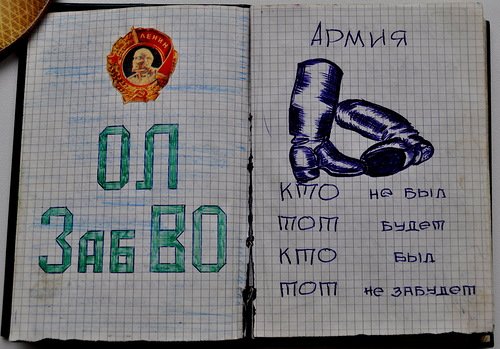 ЛЕНИН
ОЛ
ЗабВО
АРМИЯ
КТО НЕ БЫЛ
ТОТ БУДЕТ
КТО БЫЛ
ТОТ НЕ ЗАБУДЕТ